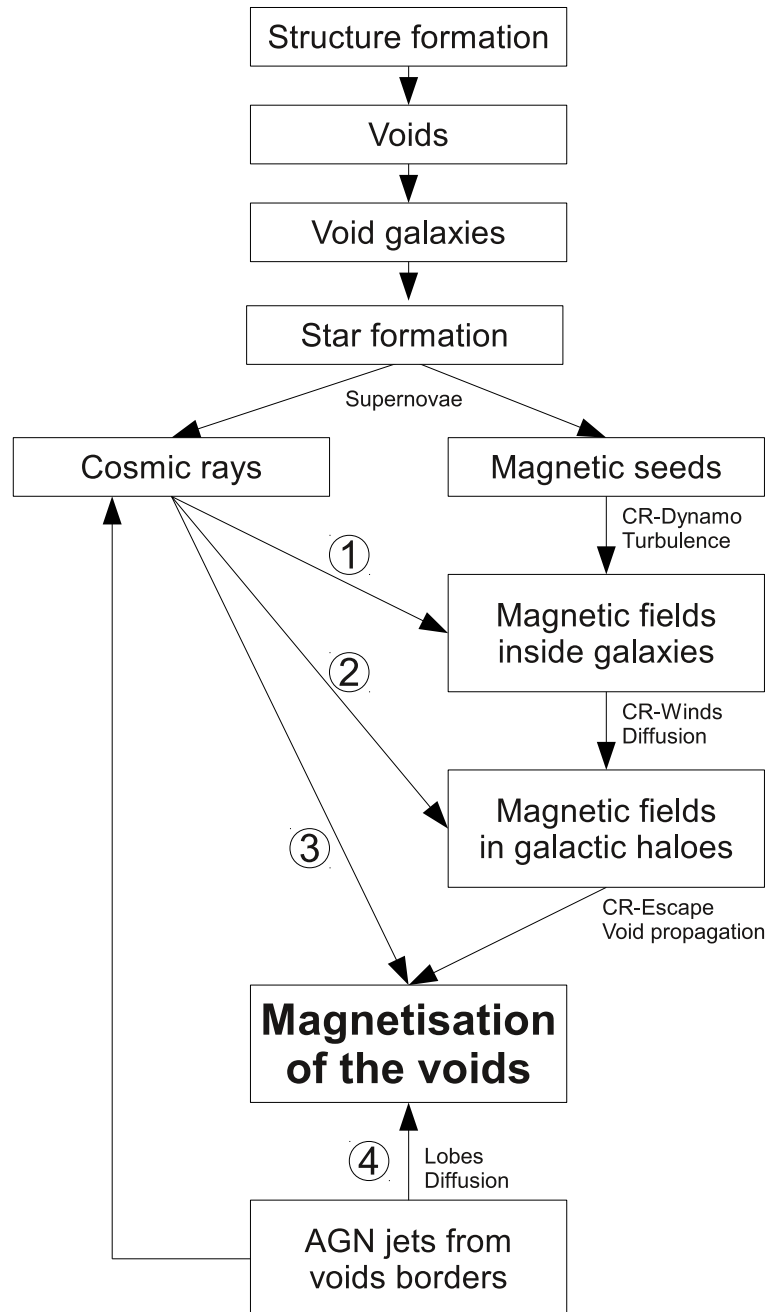 Structure formation
Voids
Void galaxies
Star formation
Supernovae
Cosmic rays
Magnetic seeds
CR-Dynamo
Turbulence
1
Magnetic fields
inside galaxies
2
CR-Winds
Diffusion
Magnetic fields
in galactic haloes
3
CR-Escape
Void propagation
Magnetisation
of the voids
4
Lobes
Diffusion
AGN jets from
voids borders